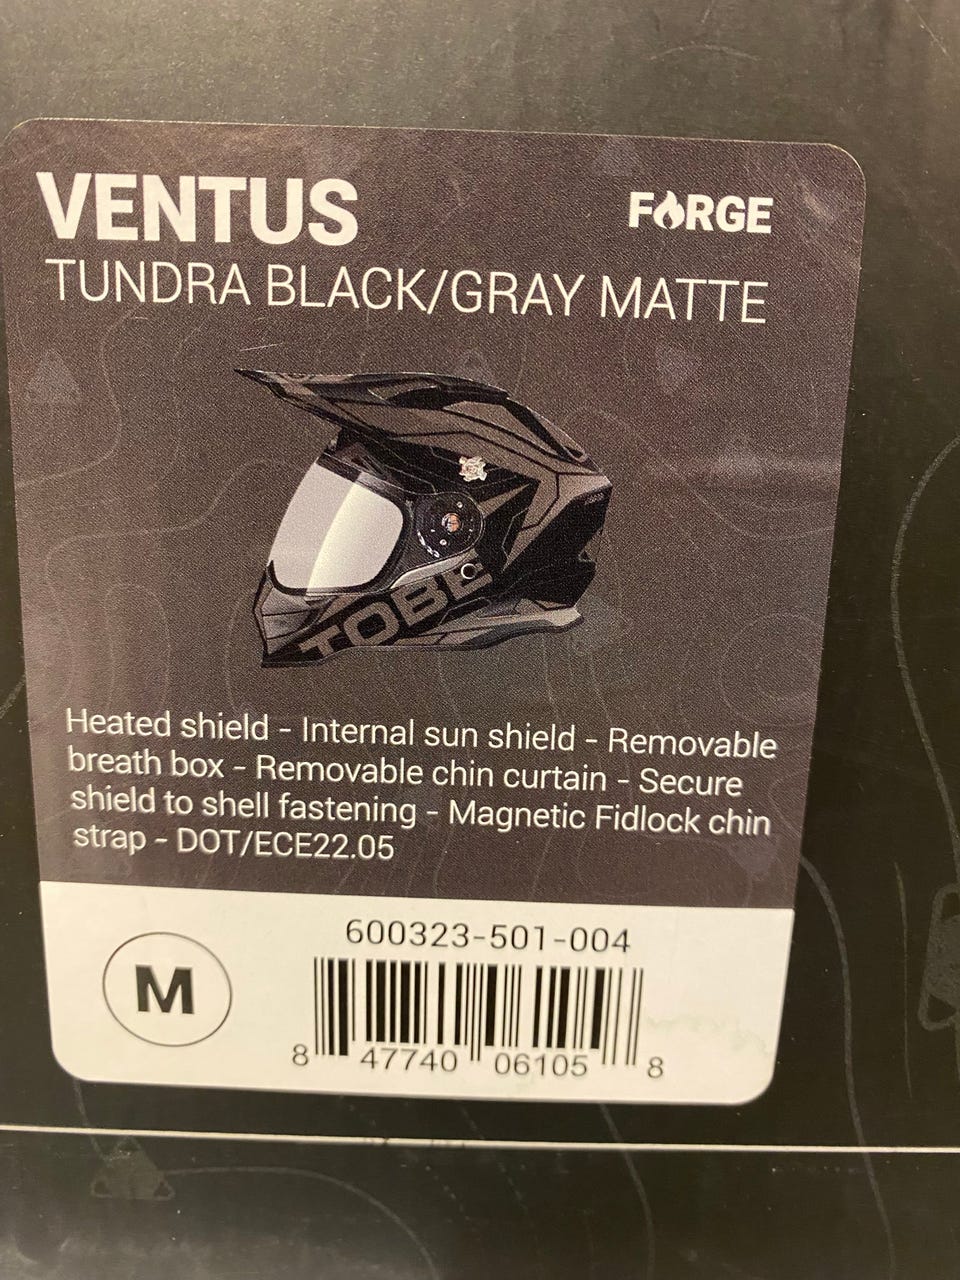 VENTUS
FORGE
TUNDRA BLACK/GRAY MATTE
TOBE
Heated shield - Internal sun shield - Removable
breath box - Removable chin curtain - Secure
shield to shell fastening - Magnetic Fidlock chin
strap - DOT/ECE22.05
M
600323-501-004
8 47740 06105 8